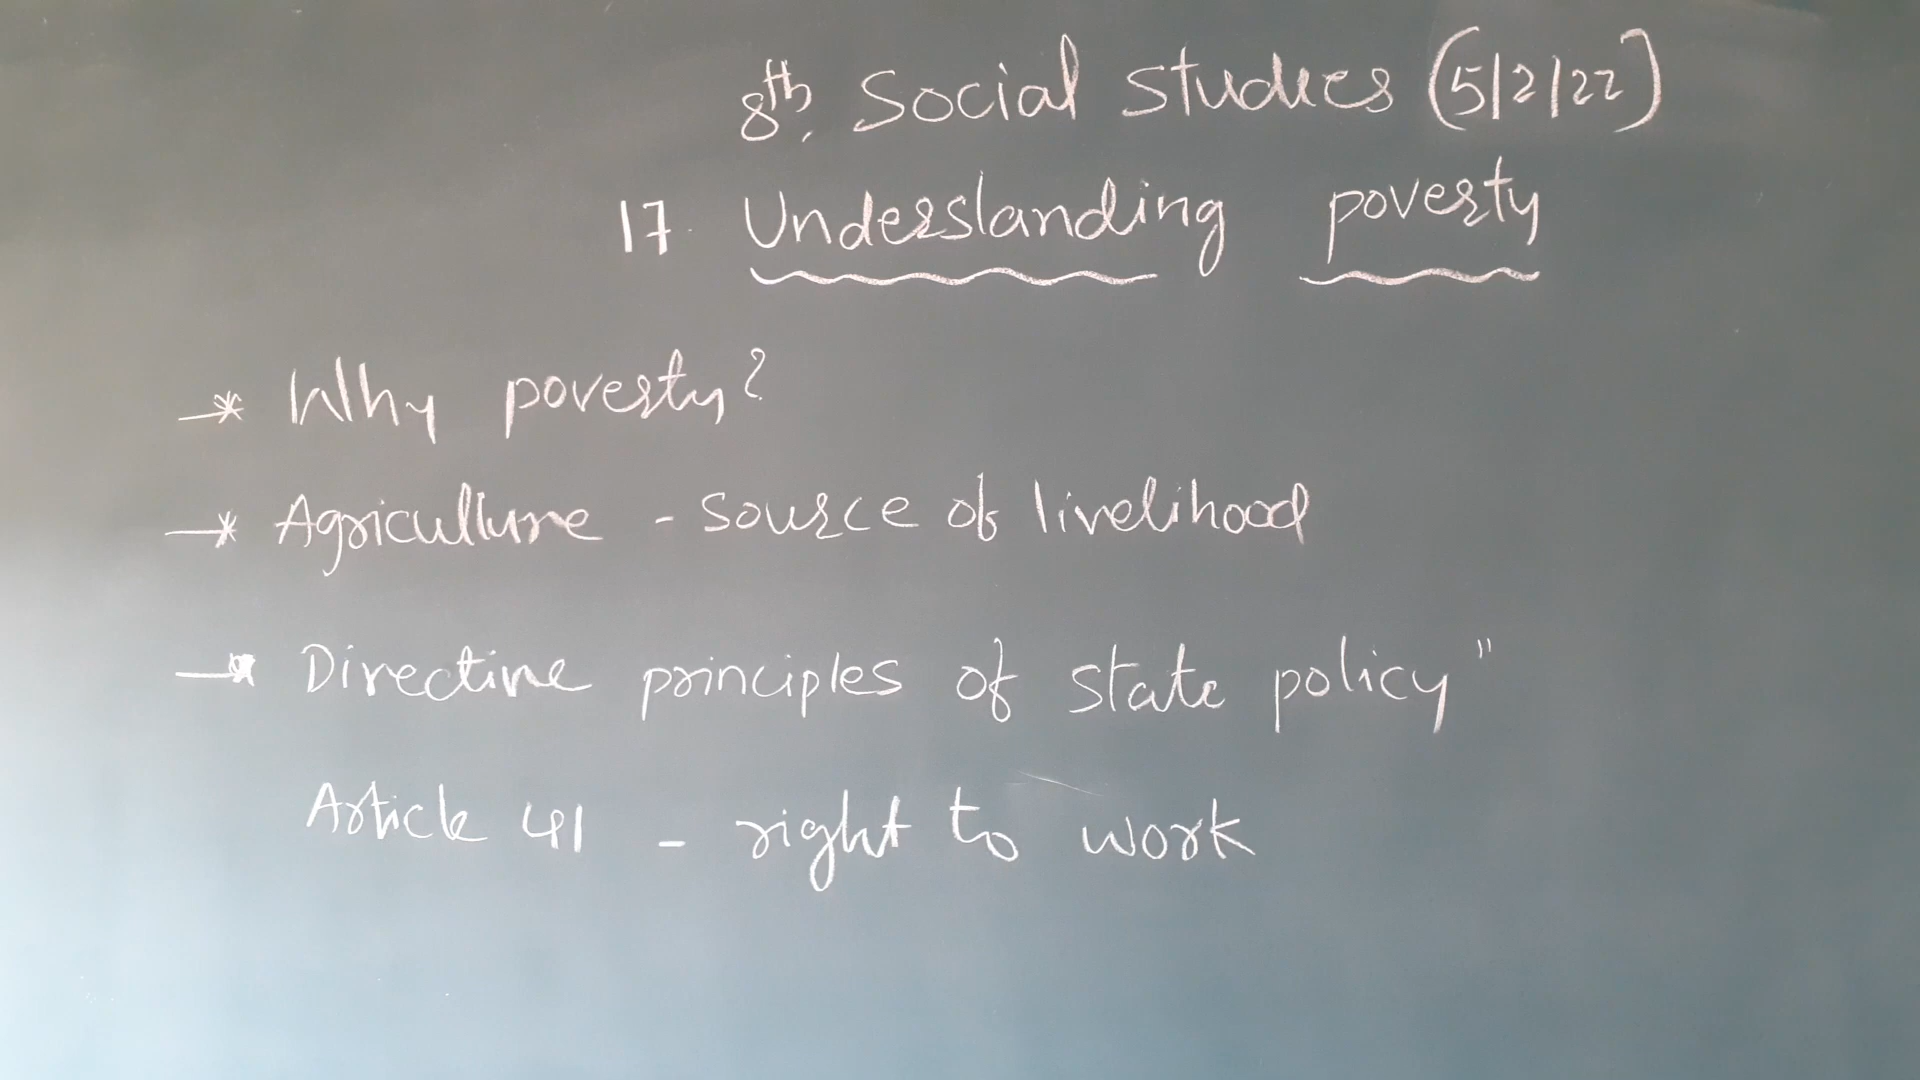 8th, Social studies (5/2/22)
17. Understanding poverty
→* Why poverty?
→* Agriculture - source of livelihood
→* Directive principles of state policy"
Article 41 - right to work